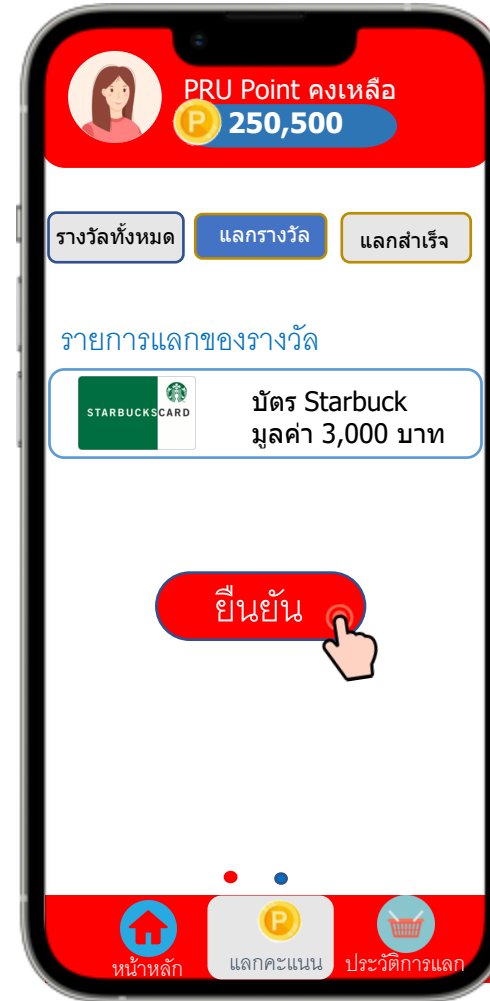 PRU Point คงเหลือ
P 250,500
รางวัลทั้งหมด
แลกรางวัล
แลกสำเร็จ
รายการแลกของรางวัล
STARBUCKS CARD
บัตร Starbuck
มูลค่า 3,000 บาท
ยืนยัน
P
หน้าหลัก
แลกคะแนน
ประวัติการแลก